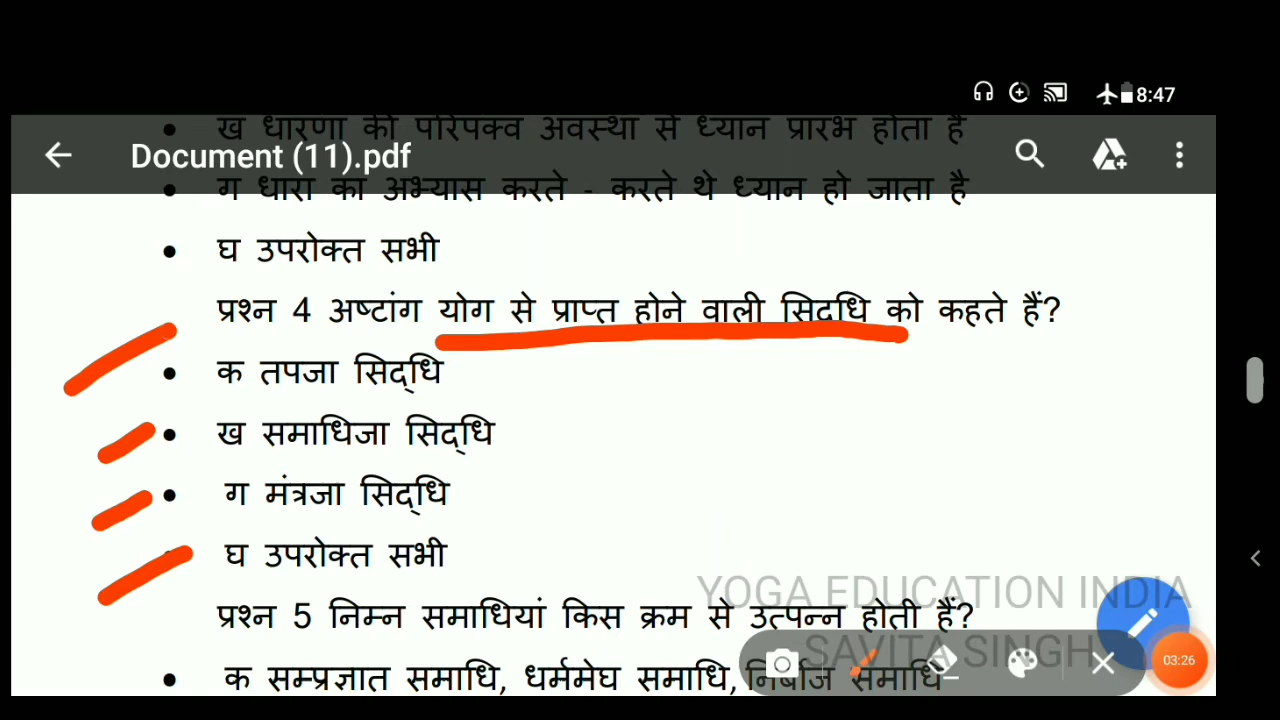 8:47
ख धारणा की परिपक्व अवस्था से ध्यान प्रारंभ होता है
Document (11).pdf
ग धारा का अभ्यास करते - करते थे ध्यान हो जाता है
घ उपरोक्त सभी
प्रश्न 4 अष्टांग योग से प्राप्त होने वाली सिद्धि को कहते हैं?
क तपजा सिद्धि
ख समाधिजा सिद्धि
ग मंत्रजा सिद्धि
घ उपरोक्त सभी
YOGA EDUCATION INDIA
प्रश्न 5 निम्न समाधियां किस क्रम से उत्पन्न होती हैं?
SAVITA SINGH
03:26
क सम्प्रज्ञात समाधि, धर्ममेघ समाधि, निर्बीज समाधि